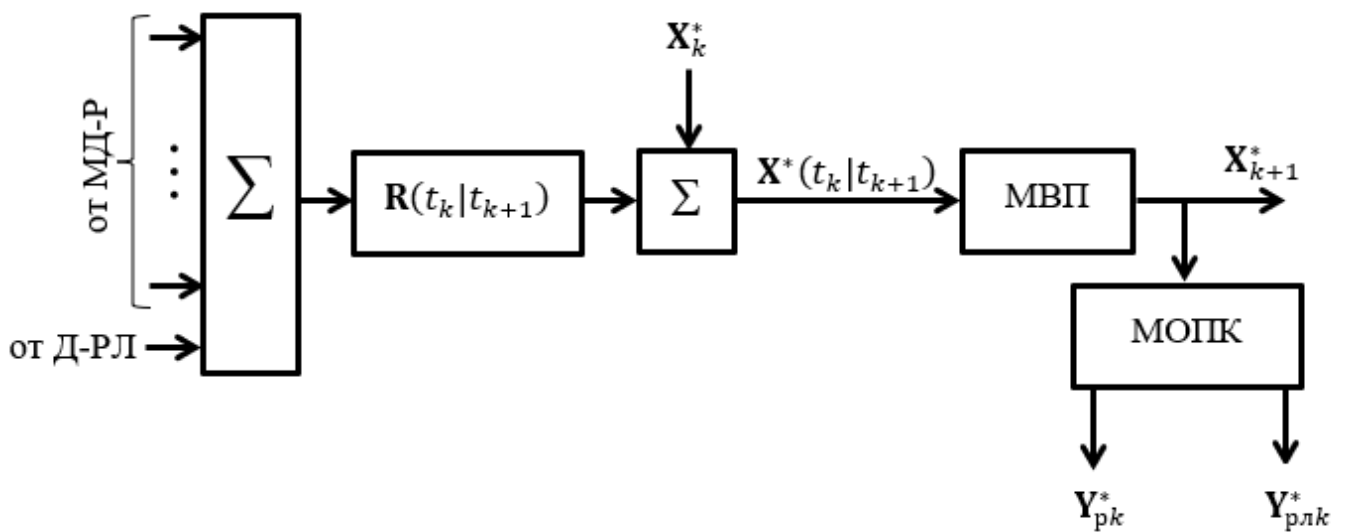 от МД-Р
⋮
∑
от Д-РЛ
R(t_k|t_{k+1})
X*_k
Σ
X*(t_k|t_{k+1})
МВП
X*_{k+1}
МОПК
Y*_{рk}
Y*_{рлk}